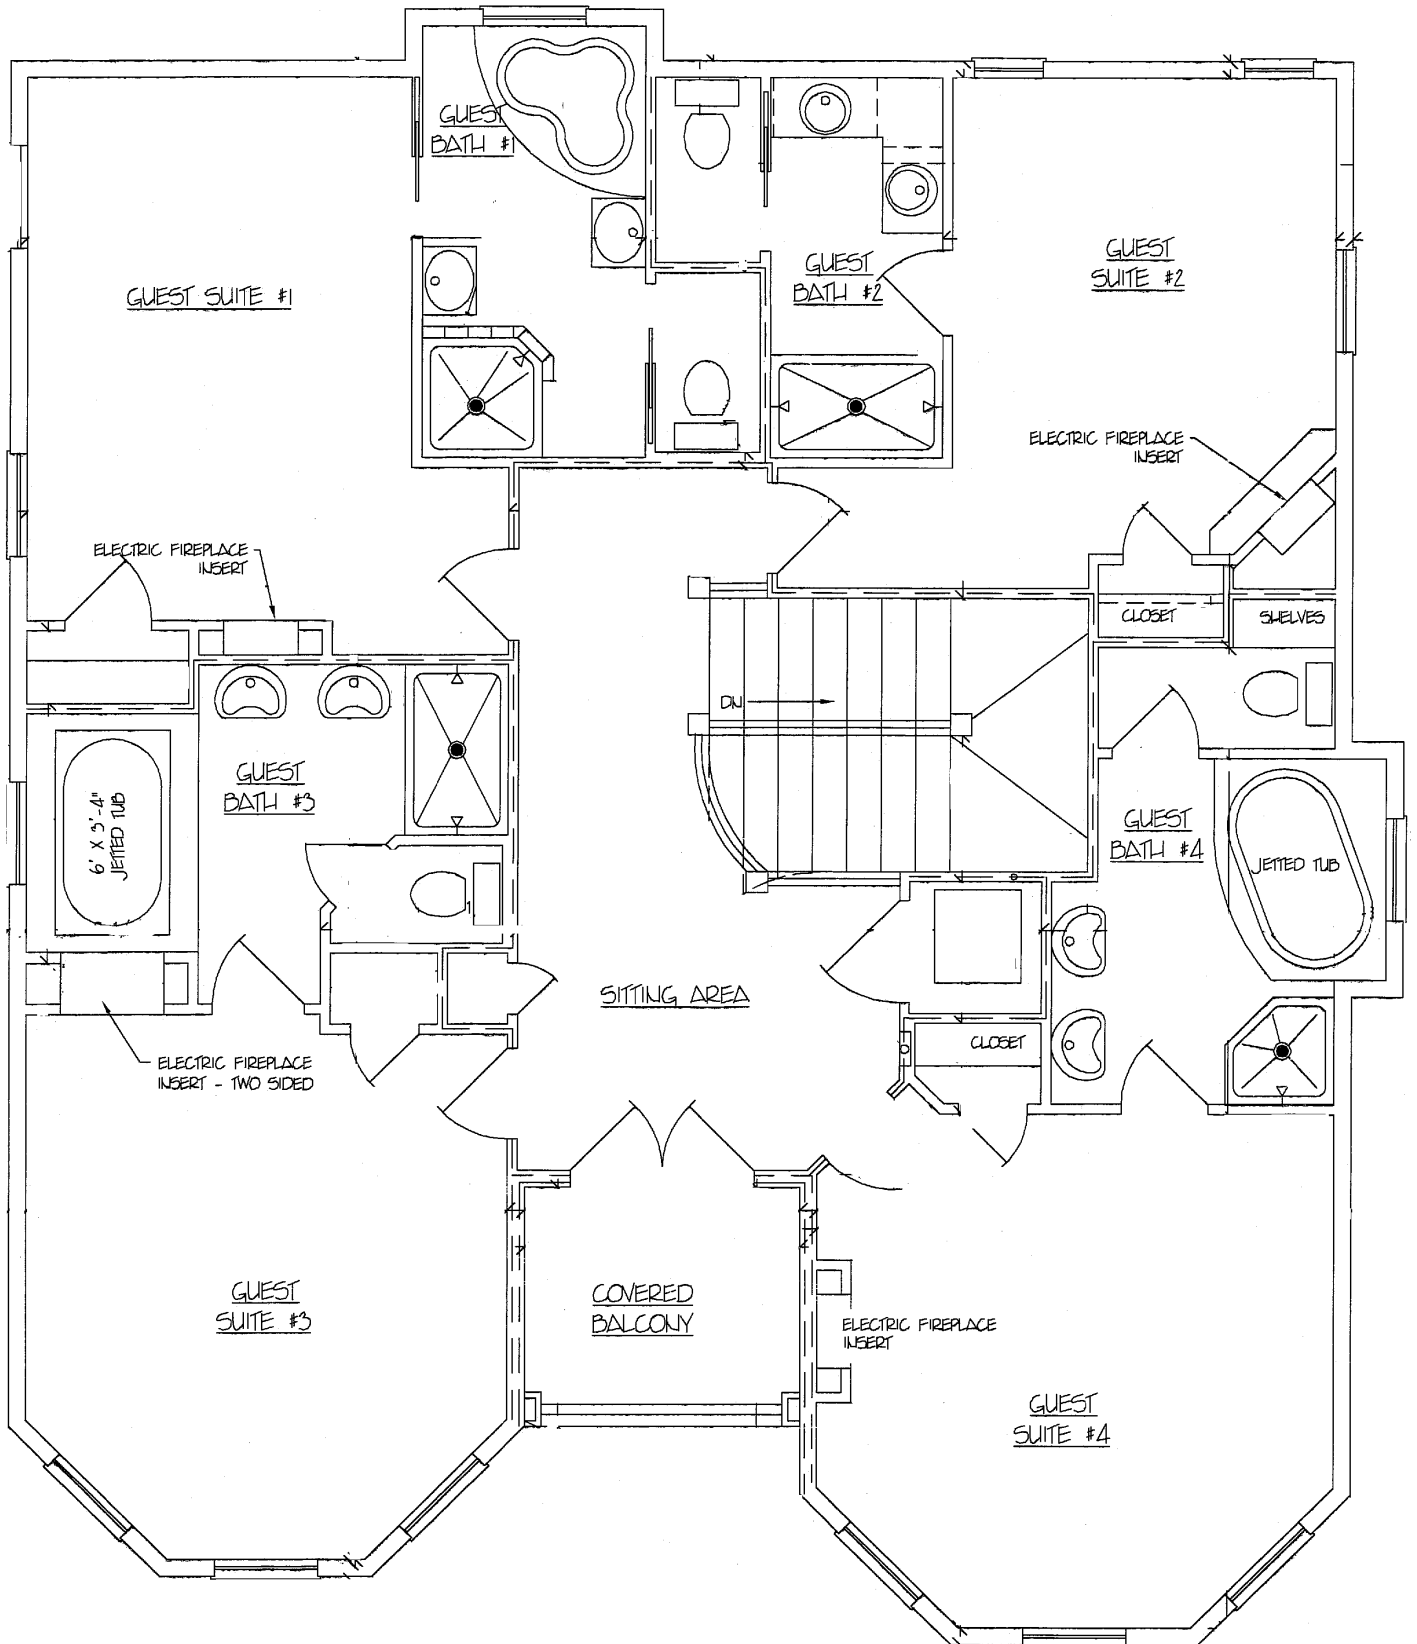 GUEST
BATH #1
GUEST SUITE #1
GUEST
BATH #2
GUEST
SUITE #2
ELECTRIC FIREPLACE
INSERT
ELECTRIC FIREPLACE
INSERT
CLOSET
SHELVES
DN
GUEST
BATH #3
6' X 3'-4"
JETTED TUB
GUEST
BATH #4
JETTED TUB
SITTING AREA
CLOSET
ELECTRIC FIREPLACE
INSERT - TWO SIDED
GUEST
SUITE #3
COVERED
BALCONY
ELECTRIC FIREPLACE
INSERT
GUEST
SUITE #4